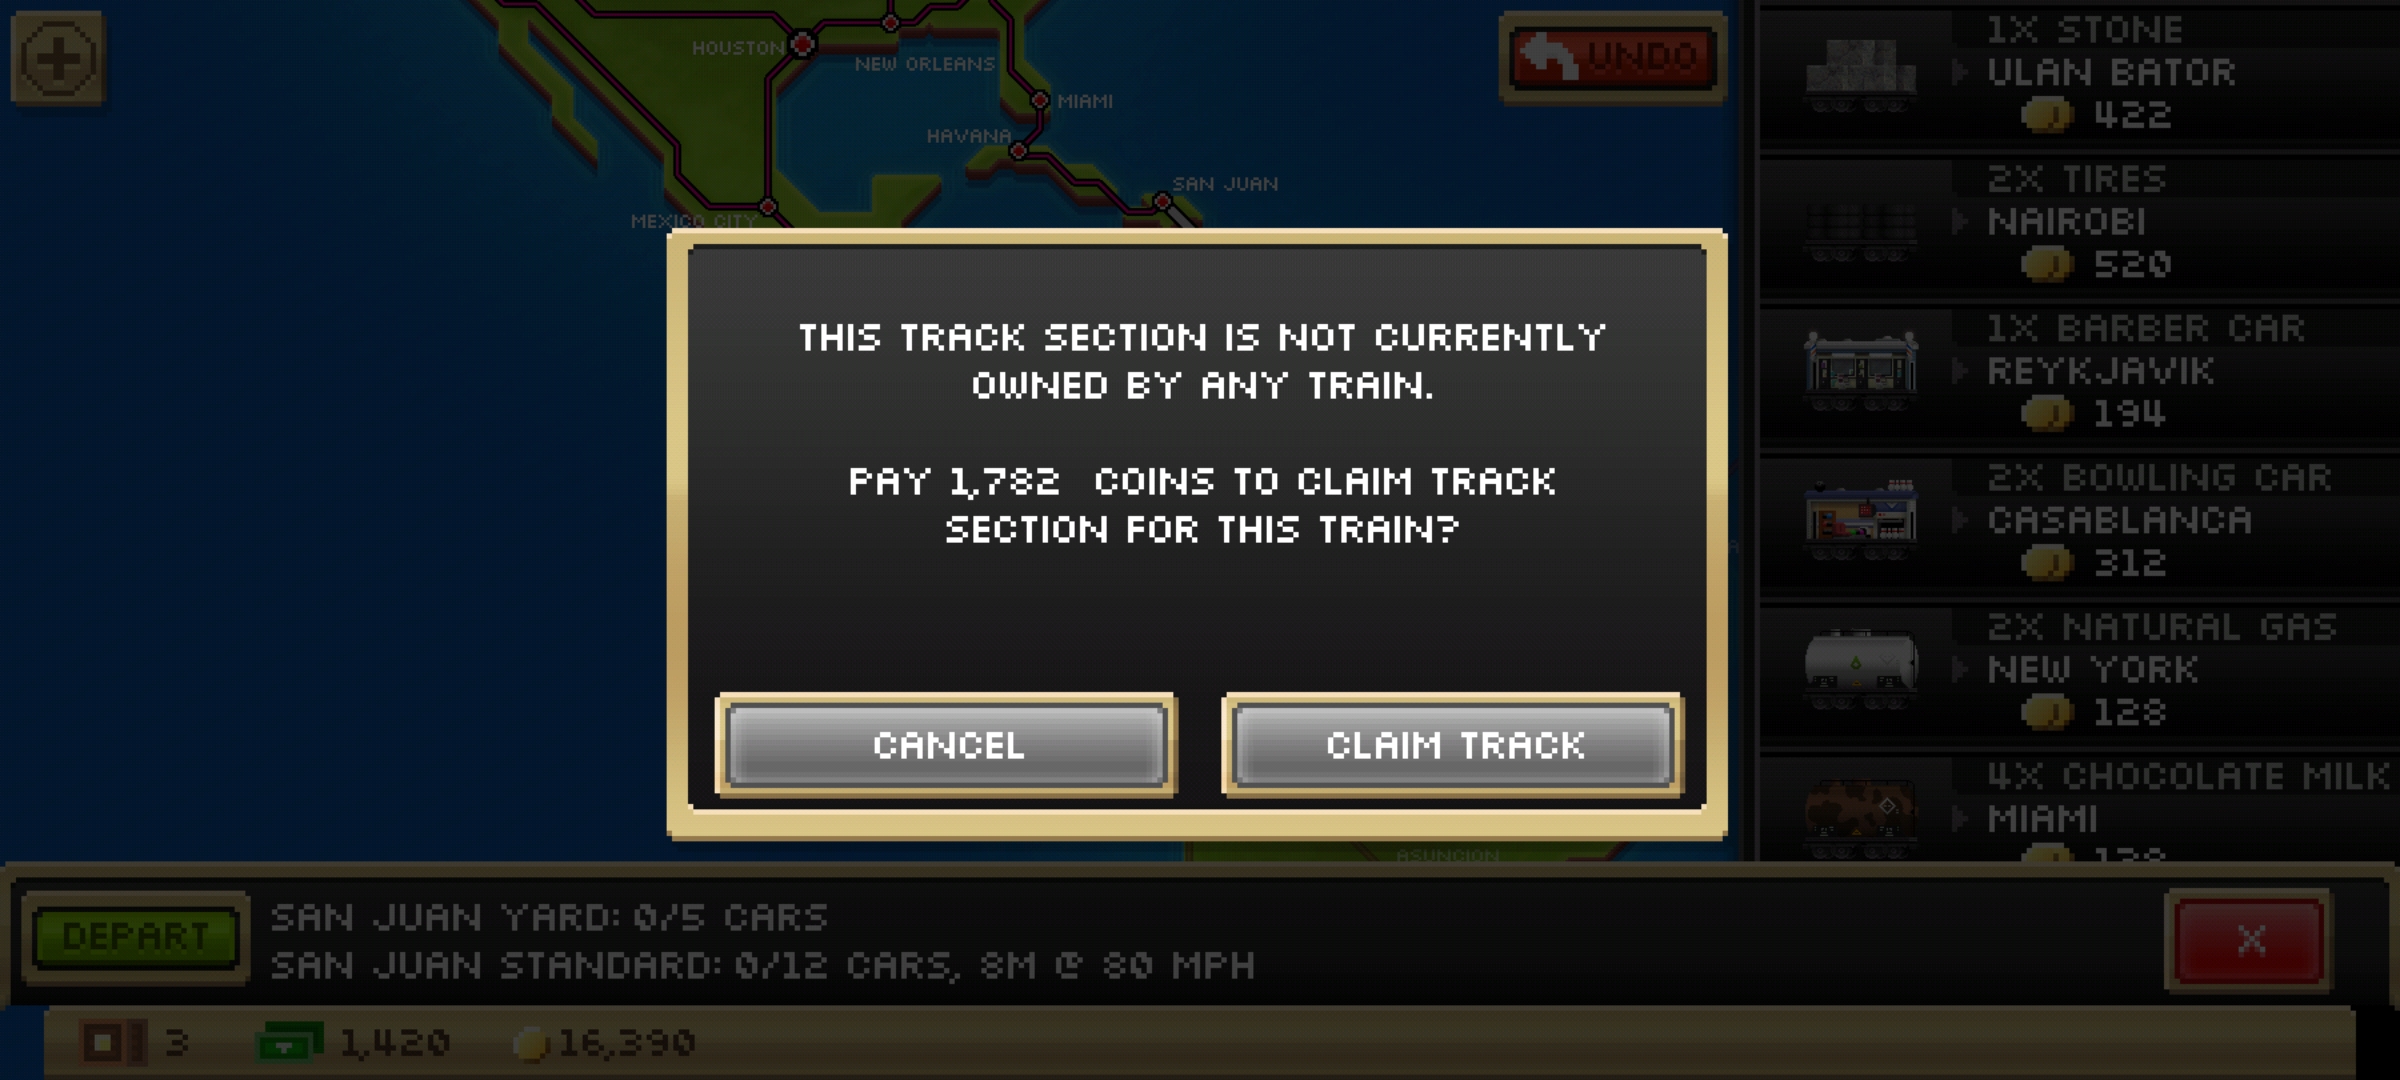 HOUSTON
NEW ORLEANS
MIAMI
HAVANA
SAN JUAN
MEXICO CITY
UNDO
THIS TRACK SECTION IS NOT CURRENTLY
OWNED BY ANY TRAIN.
PAY 1,782 COINS TO CLAIM TRACK
SECTION FOR THIS TRAIN?
CANCEL
CLAIM TRACK
1X STONE
ULAN BATOR
422
2X TIRES
NAIROBI
520
1X BARBER CAR
REYKJAVIK
194
2X BOWLING CAR
CASABLANCA
312
2X NATURAL GAS
NEW YORK
128
4X CHOCOLATE MILK
MIAMI
ASUNCION
DEPART
SAN JUAN YARD: 0/5 CARS
SAN JUAN STANDARD: 0/12 CARS, 8M @ 80 MPH
X
3
1,420
16,390